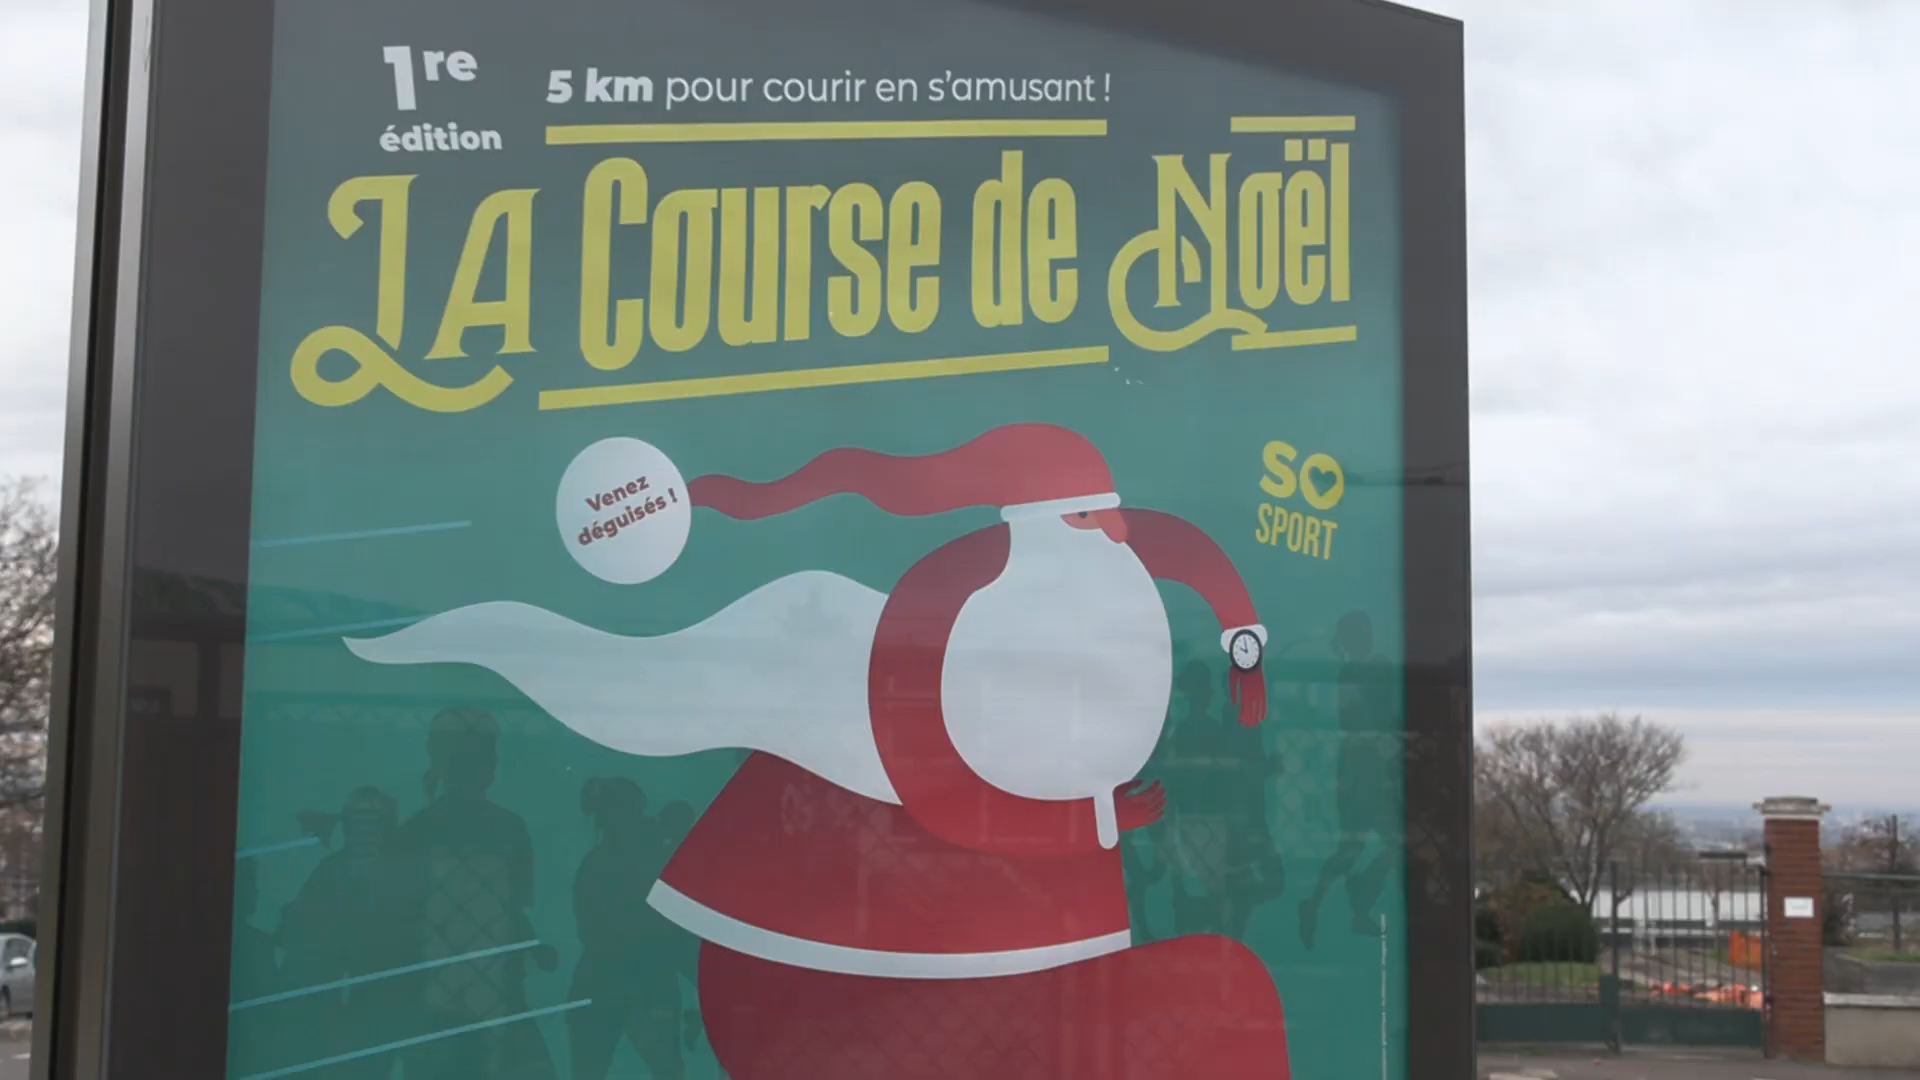 1re
édition
5 km pour courir en s'amusant !
LA Course de Noël
Venez
déguisés !
SO
SPORT